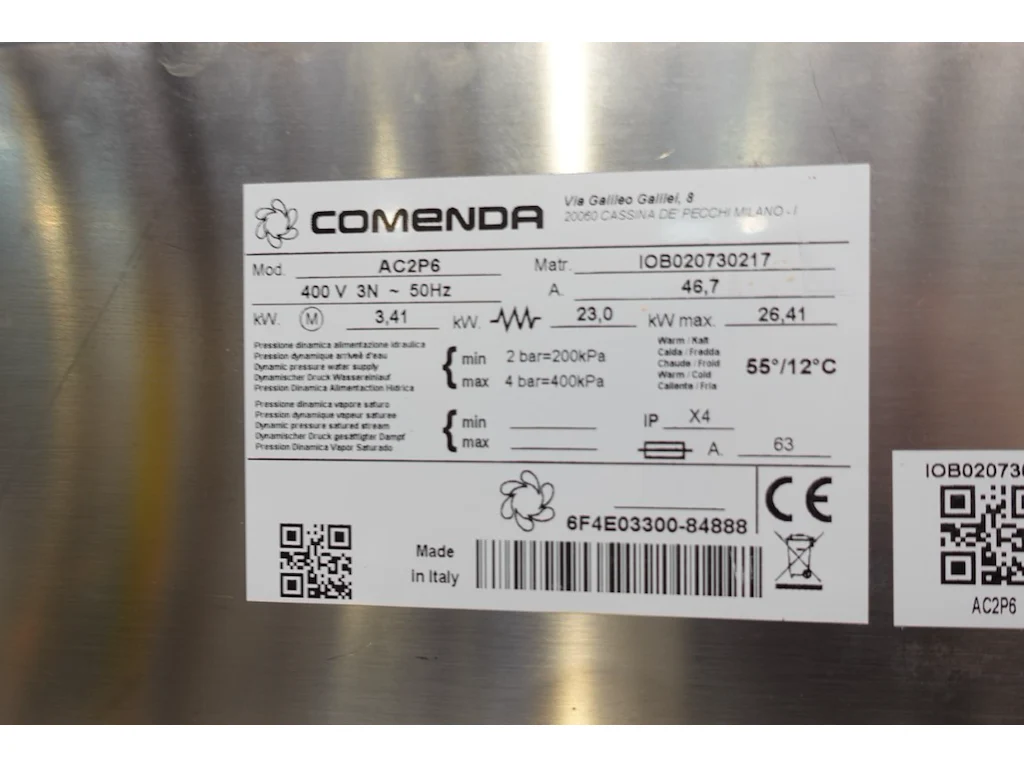 COMENDA
Via Galileo Galilei, 8
20060 CASSINA DE' PECCHI MILANO - I
Mod. AC2P6 Matr. IOB020730217
400 V 3N ~ 50Hz A. 46,7
kW. M 3,41 kW. 23,0 kW max. 26,41
Pressione dinamica alimentazione idraulica
Pression dynamique arriveè d'eau
Dynamic pressure water supply
Dynamischer Druck Wassereinlauf
Pression Dinamica Alimentaction Hidrica
min 2 bar=200kPa
max 4 bar=400kPa
Warm / Kalt
Calda / Fredda
Chaude / Froid
Warm / Cold
Caliente / Fria
55°/12°C
Pressione dinamica vapore saturo
Pression dynamique vapeur saturee
Dynamic pressure satured stream
Dynamischer Druck gesättigter Dampf
Pression Dinamica Vapor Saturado
min
max
IP X4
A. 63
6F4E03300-84888
CE
Made
In Italy
IOB02073
AC2P6